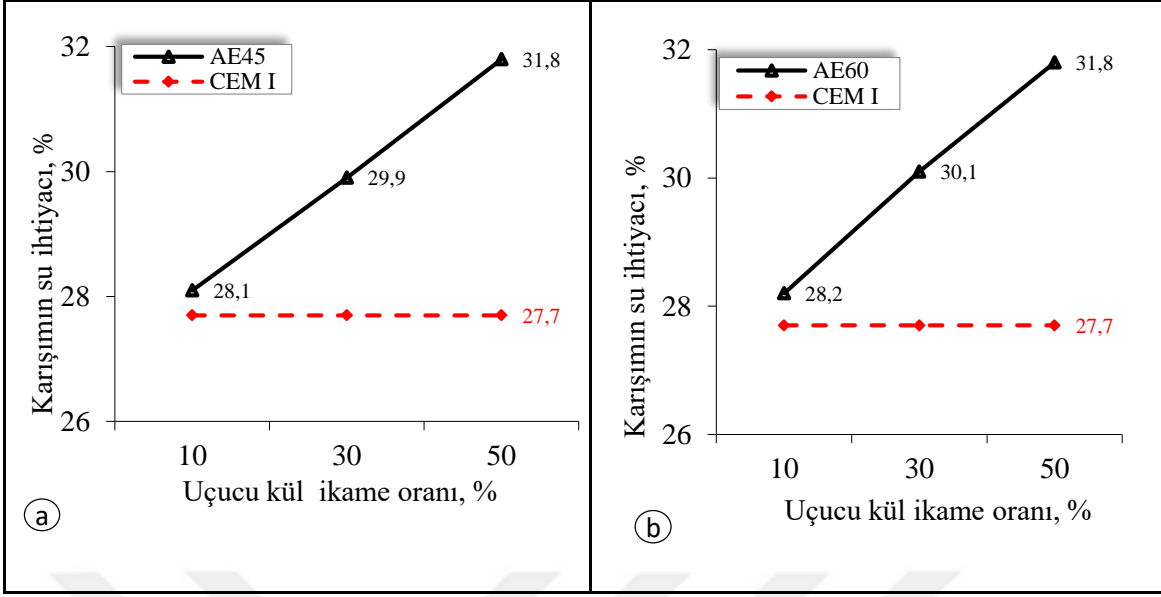 32
AE45
CEM I
31,8
30
29,9
28
28,1
27,7
26
10 30 50
Karışımın su ihtiyacı, %
Uçucu kül ikame oranı, %
a
32
AE60
CEM I
31,8
30
30,1
28
28,2
27,7
26
10 30 50
Karışımın su ihtiyacı, %
Uçucu kül ikame oranı, %
b